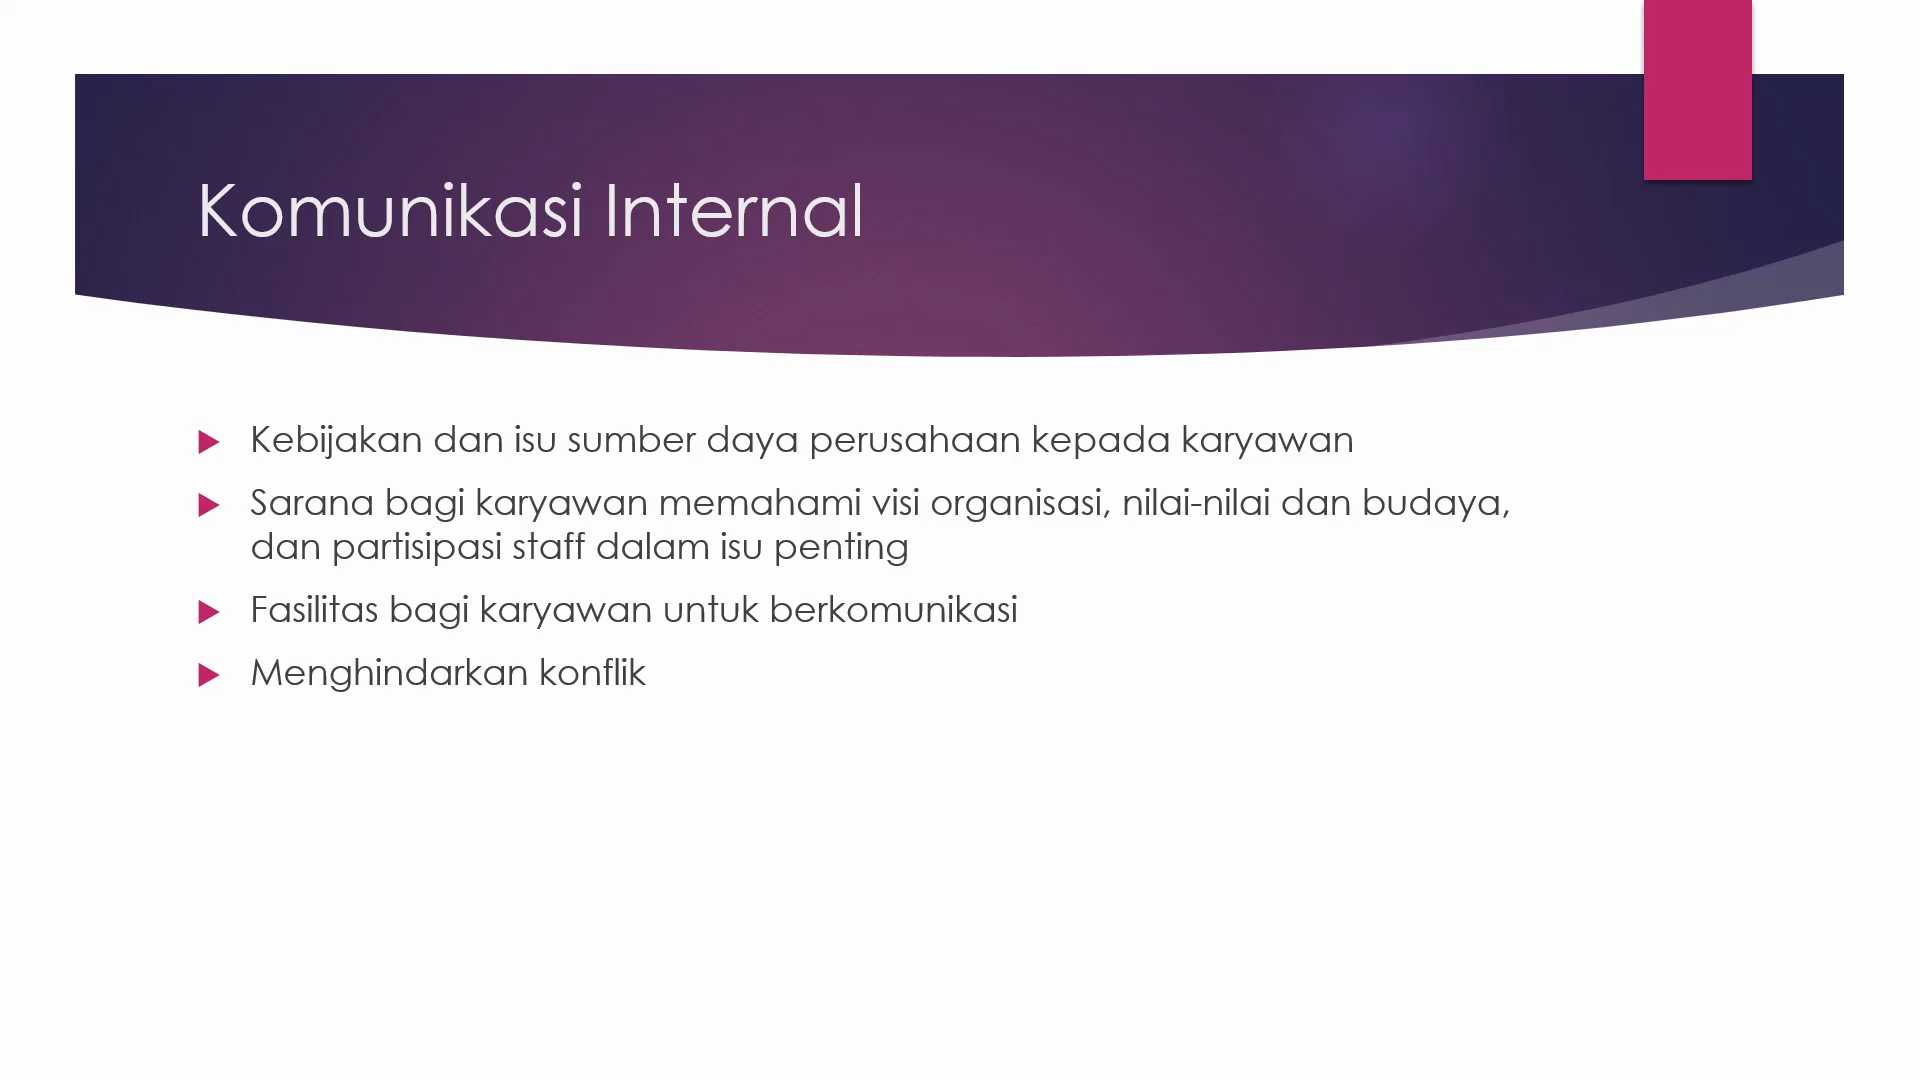 Komunikasi Internal
Kebijakan dan isu sumber daya perusahaan kepada karyawan
Sarana bagi karyawan memahami visi organisasi, nilai-nilai dan budaya,
dan partisipasi staff dalam isu penting
Fasilitas bagi karyawan untuk berkomunikasi
Menghindarkan konflik